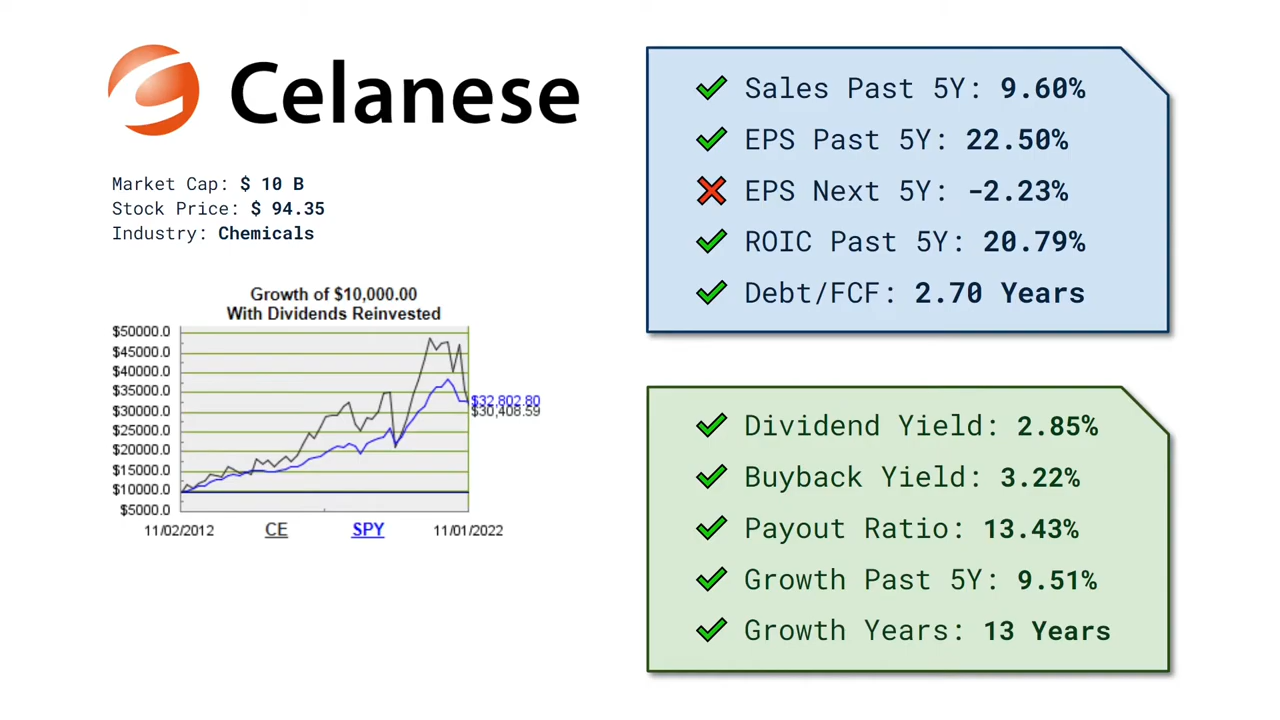 Celanese
Market Cap: $ 10 B
Stock Price: $ 94.35
Industry: Chemicals
Growth of $10,000.00
With Dividends Reinvested
$50000.0
$45000.0
$40000.0
$35000.0
$30000.0
$25000.0
$20000.0
$15000.0
$10000.0
$5000.0
$32,802.80
$30,408.59
11/02/2012 CE SPY 11/01/2022
Sales Past 5Y: 9.60%
EPS Past 5Y: 22.50%
EPS Next 5Y: -2.23%
ROIC Past 5Y: 20.79%
Debt/FCF: 2.70 Years
Dividend Yield: 2.85%
Buyback Yield: 3.22%
Payout Ratio: 13.43%
Growth Past 5Y: 9.51%
Growth Years: 13 Years